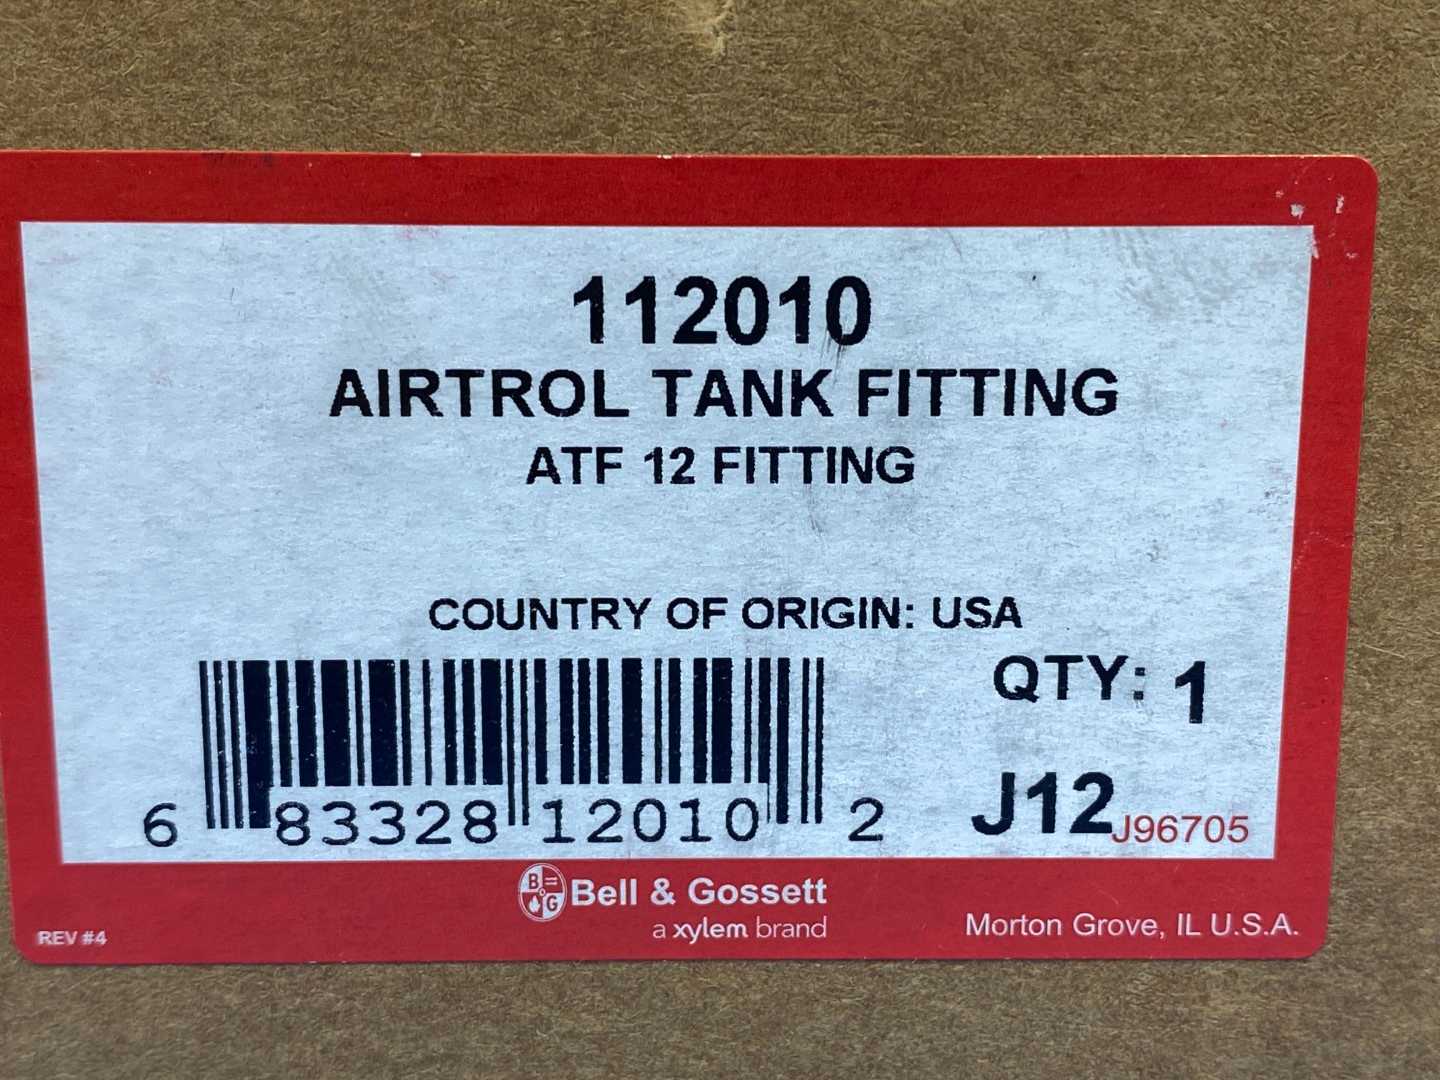 112010
AIRTROL TANK FITTING
ATF 12 FITTING
COUNTRY OF ORIGIN: USA
QTY: 1
6 83328 12010 2
J12 J96705
B G Bell & Gossett
a xylem brand
Morton Grove, IL U.S.A.
REV #4